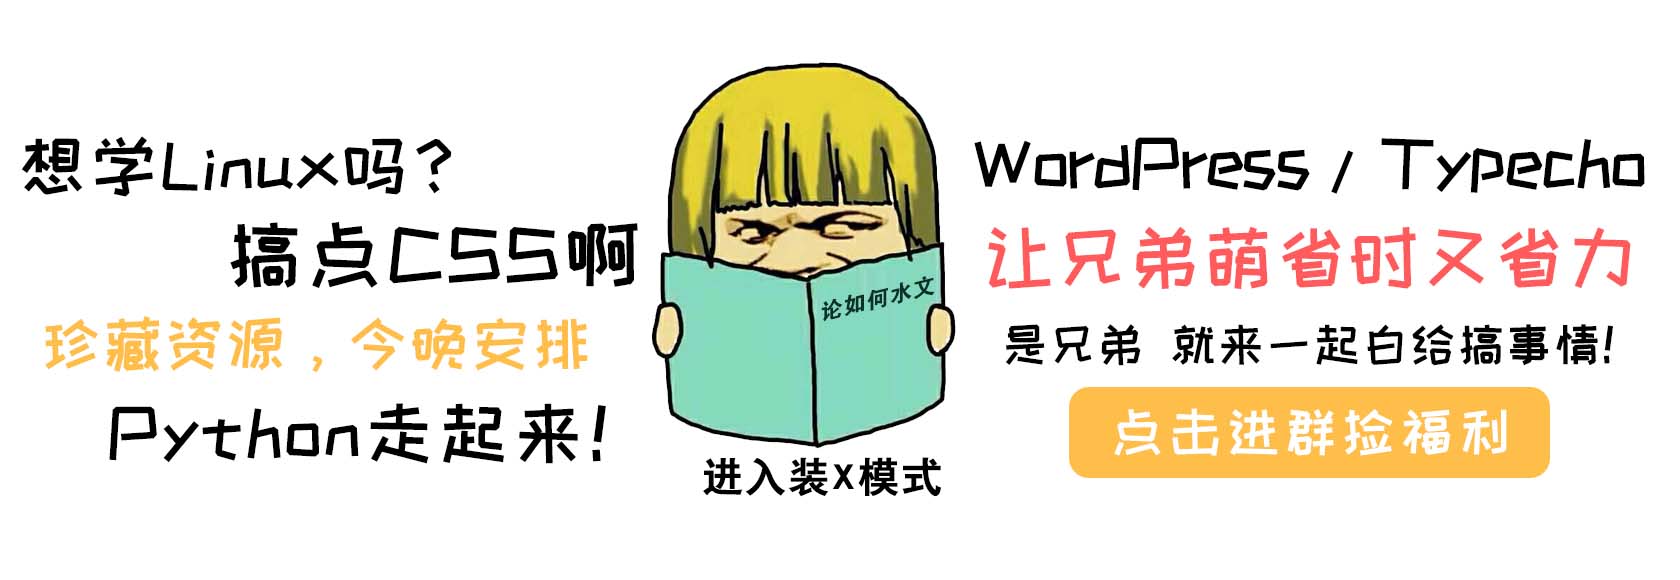 想学Linux吗？
搞点CSS啊
珍藏资源，今晚安排
Python走起来！
论如何水文
进入装X模式
WordPress / Typecho
让兄弟萌省时又省力
是兄弟 就来一起白给搞事情！
点击进群捡福利